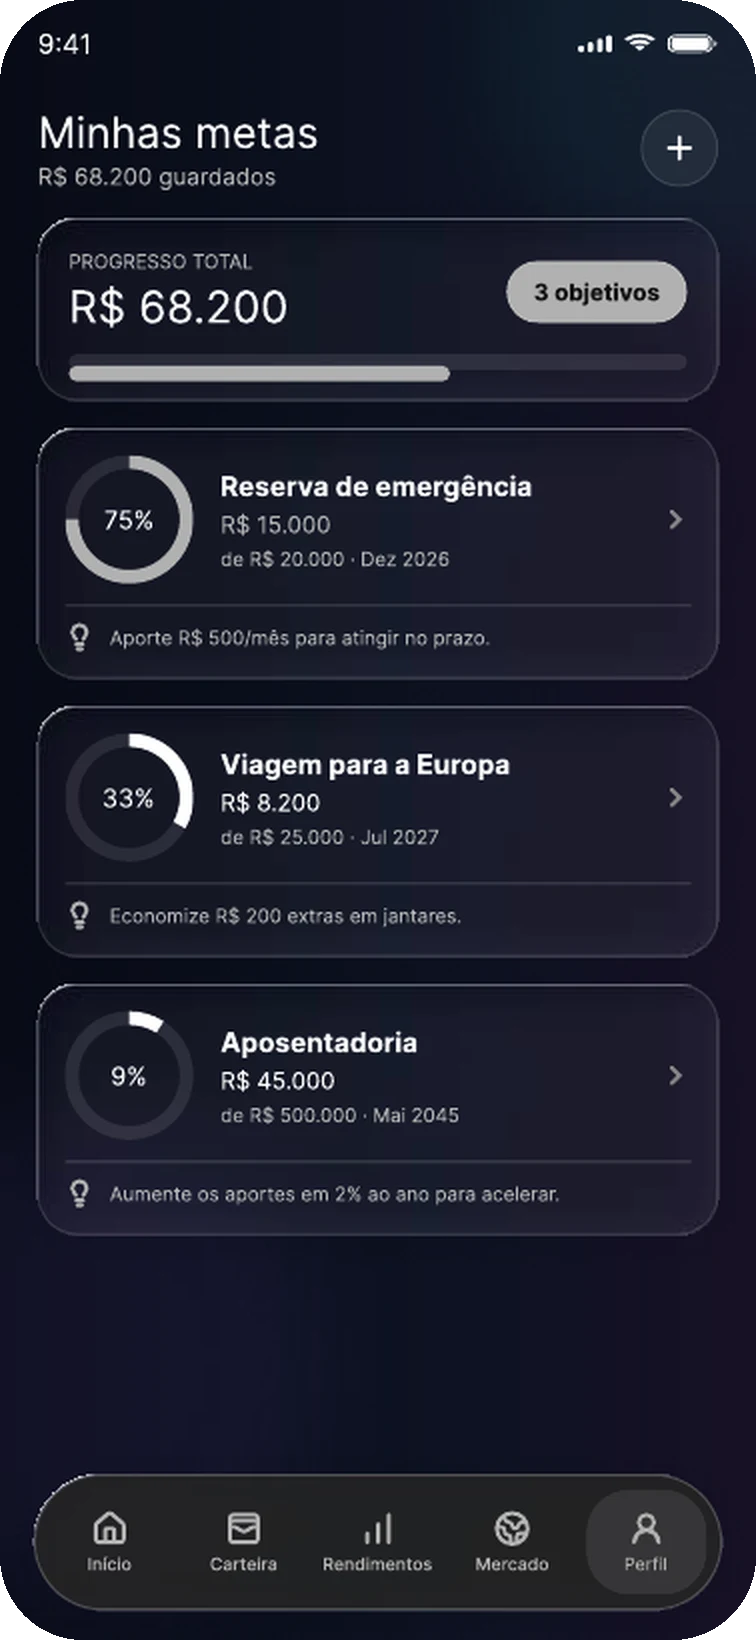 9:41
Minhas metas
R$ 68.200 guardados
PROGRESSO TOTAL
R$ 68.200
3 objetivos
75%
Reserva de emergência
R$ 15.000
de R$ 20.000 · Dez 2026
Aporte R$ 500/mês para atingir no prazo.
33%
Viagem para a Europa
R$ 8.200
de R$ 25.000 · Jul 2027
Economize R$ 200 extras em jantares.
9%
Aposentadoria
R$ 45.000
de R$ 500.000 · Mai 2045
Aumente os aportes em 2% ao ano para acelerar.
Início
Carteira
Rendimentos
Mercado
Perfil